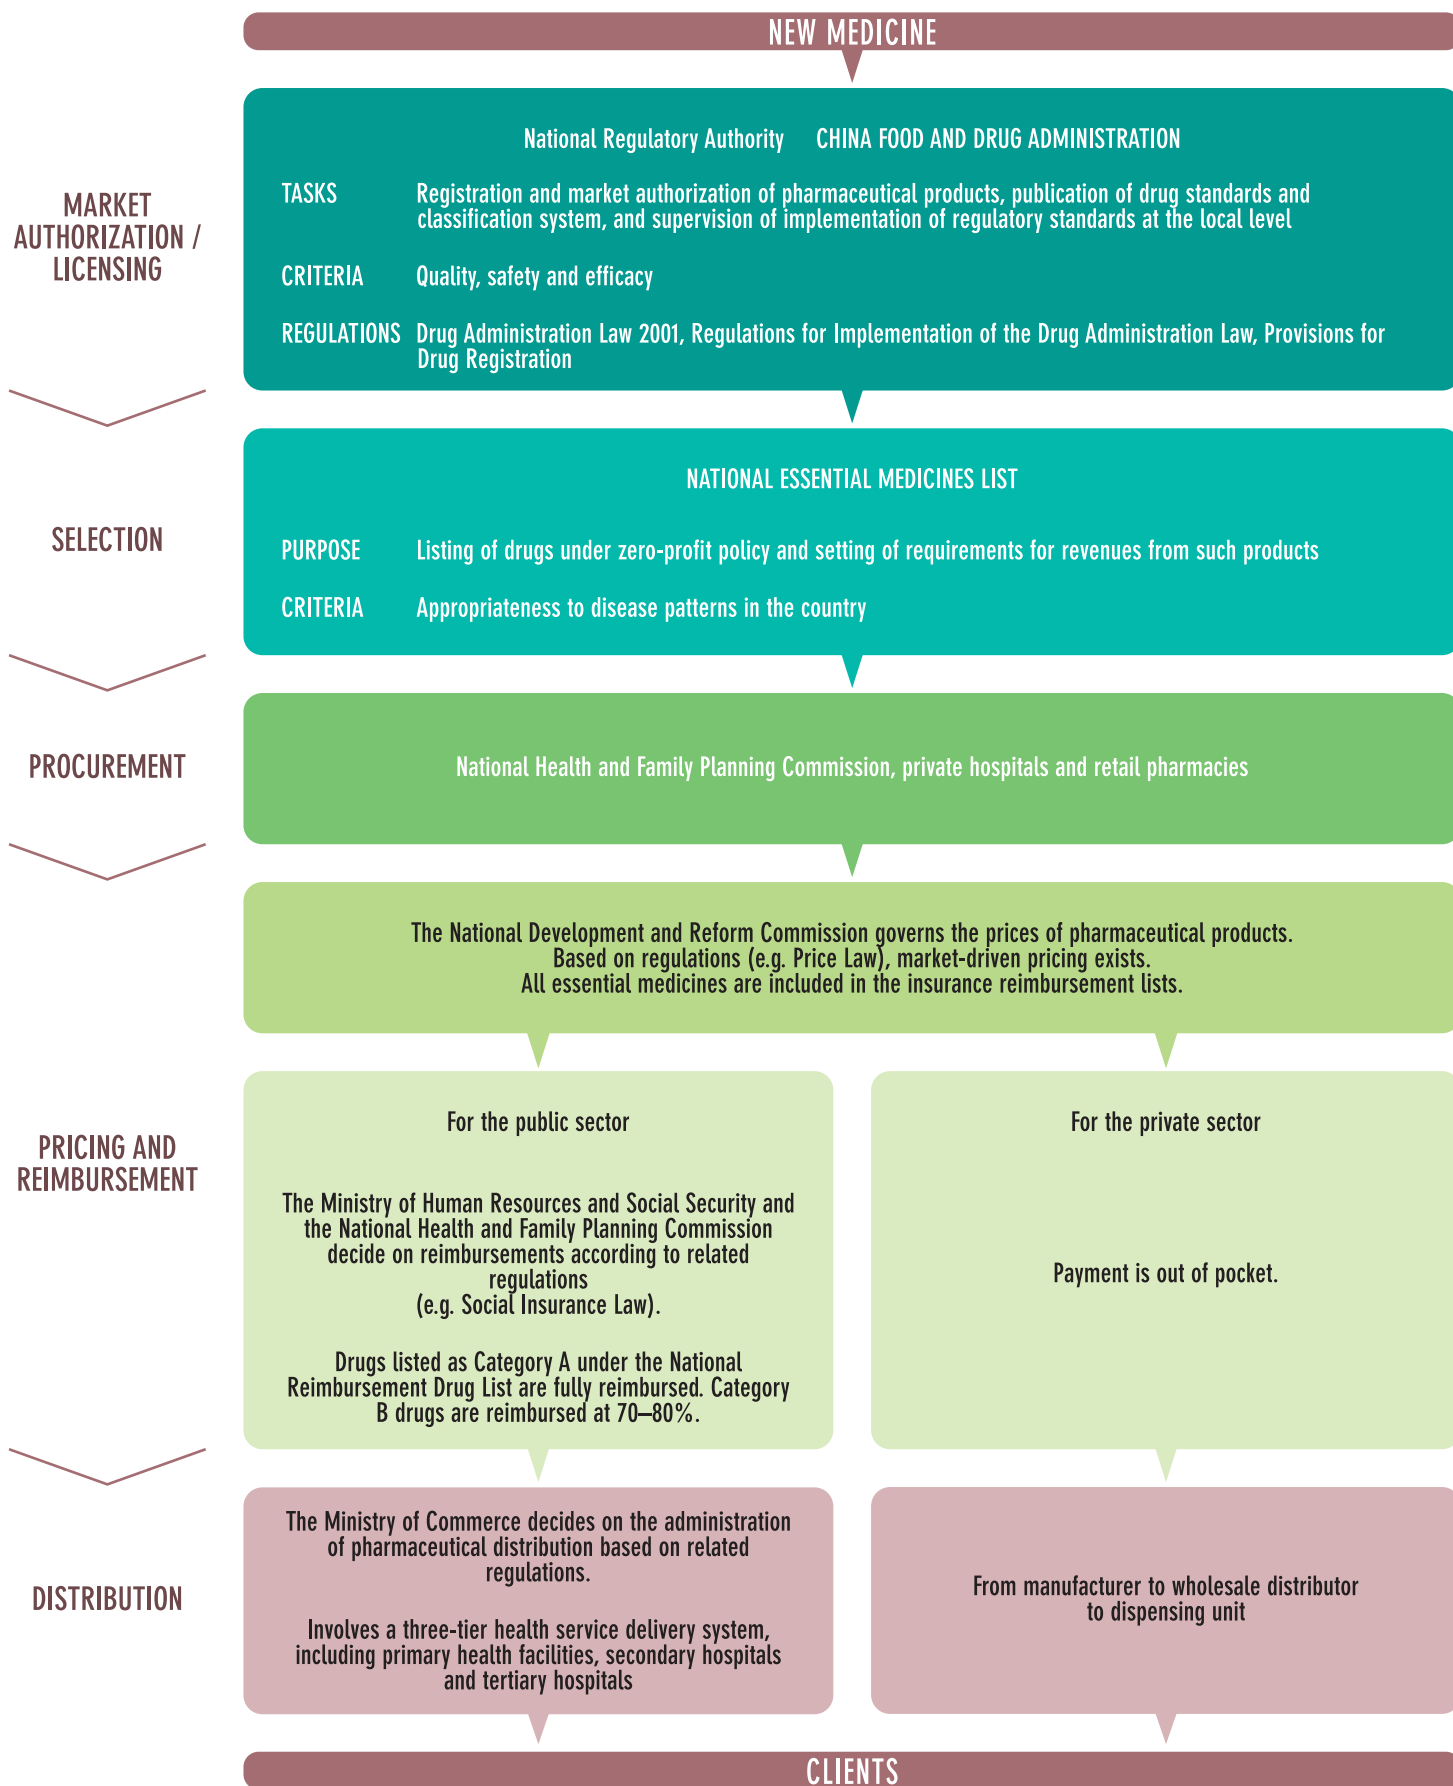 NEW MEDICINE
MARKET
AUTHORIZATION /
LICENSING
National Regulatory Authority CHINA FOOD AND DRUG ADMINISTRATION
TASKS Registration and market authorization of pharmaceutical products, publication of drug standards and
classification system, and supervision of implementation of regulatory standards at the local level
CRITERIA Quality, safety and efficacy
REGULATIONS Drug Administration Law 2001, Regulations for Implementation of the Drug Administration Law, Provisions for
Drug Registration
SELECTION
NATIONAL ESSENTIAL MEDICINES LIST
PURPOSE Listing of drugs under zero-profit policy and setting of requirements for revenues from such products
CRITERIA Appropriateness to disease patterns in the country
PROCUREMENT
National Health and Family Planning Commission, private hospitals and retail pharmacies
PRICING AND
REIMBURSEMENT
The National Development and Reform Commission governs the prices of pharmaceutical products.
Based on regulations (e.g. Price Law), market-driven pricing exists.
All essential medicines are included in the insurance reimbursement lists.
For the public sector
The Ministry of Human Resources and Social Security and
the National Health and Family Planning Commission
decide on reimbursements according to related
regulations
(e.g. Social Insurance Law).
Drugs listed as Category A under the National
Reimbursement Drug List are fully reimbursed. Category
B drugs are reimbursed at 70–80%.
For the private sector
Payment is out of pocket.
DISTRIBUTION
The Ministry of Commerce decides on the administration
of pharmaceutical distribution based on related
regulations.
Involves a three-tier health service delivery system,
including primary health facilities, secondary hospitals
and tertiary hospitals
From manufacturer to wholesale distributor
to dispensing unit
CLIENTS